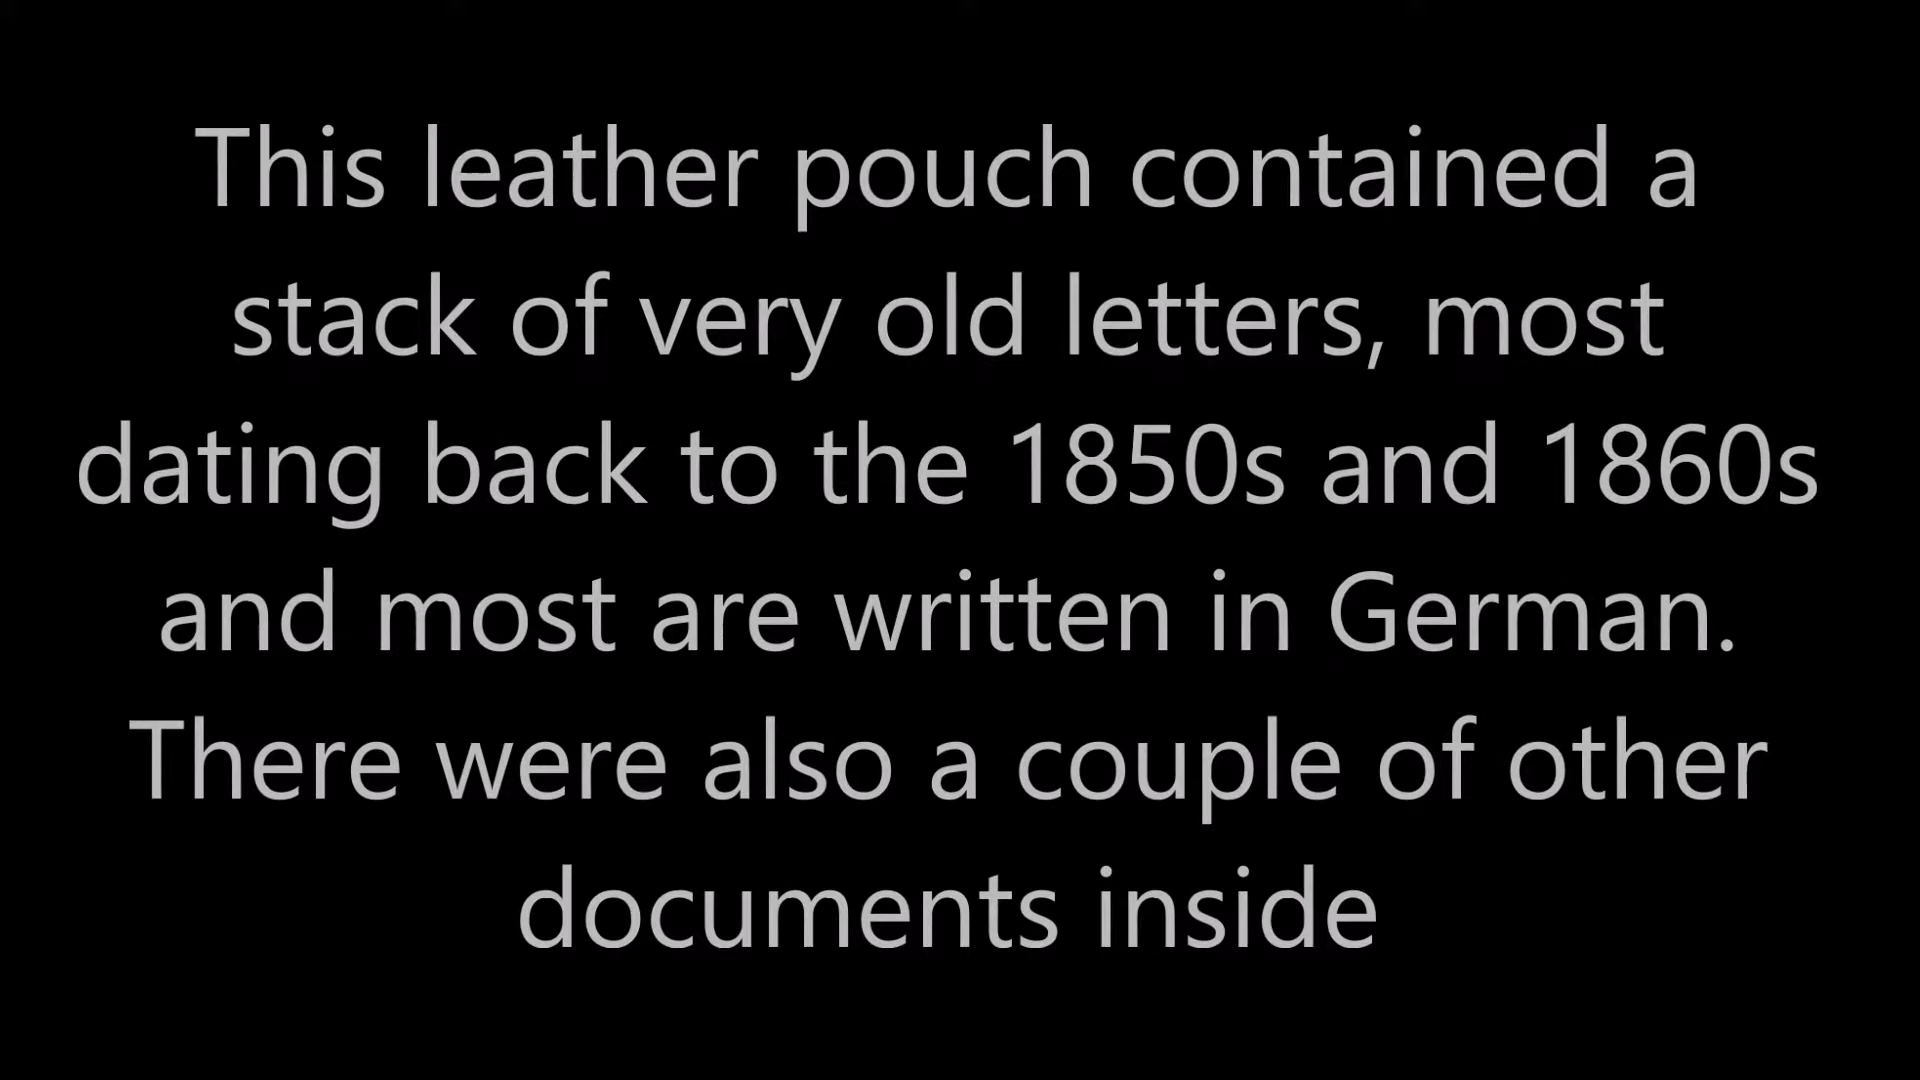 This leather pouch contained a
stack of very old letters, most
dating back to the 1850s and 1860s
and most are written in German.
There were also a couple of other
documents inside